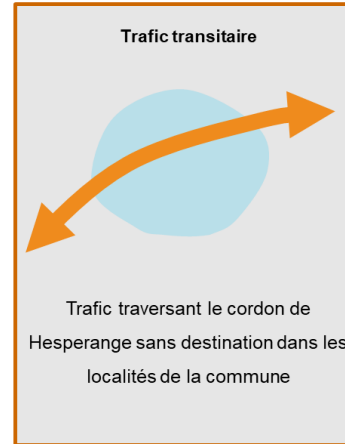 Trafic transitaire
Trafic traversant le cordon de
Hesperange sans destination dans les
localités de la commune